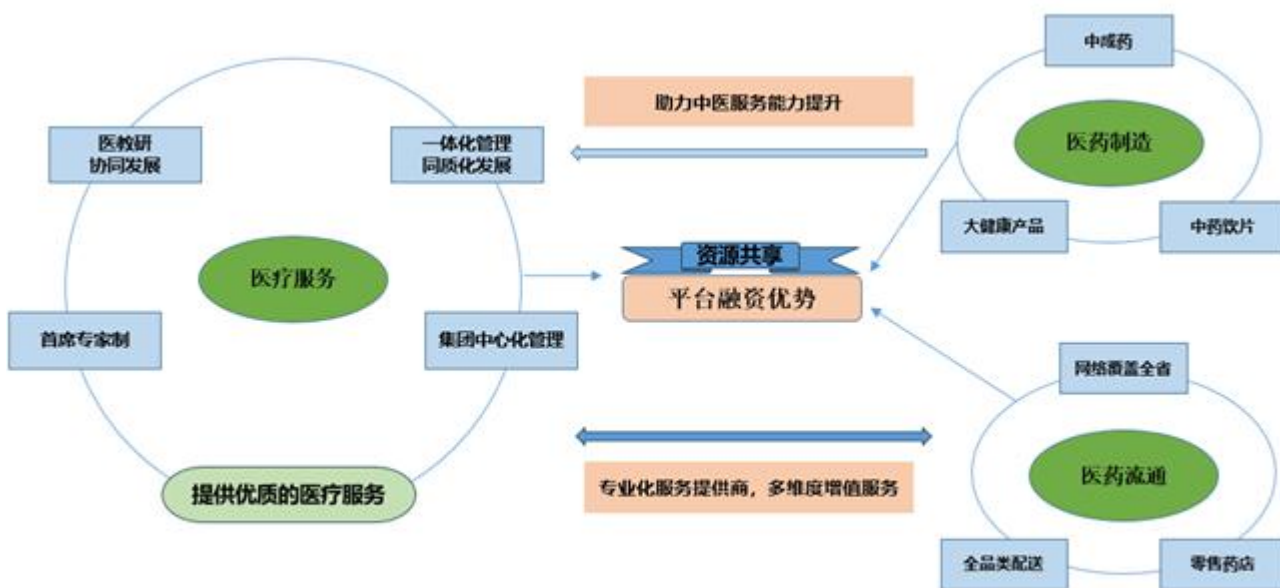 中成药
助力中医服务能力提升
医教研
协同发展
一体化管理
同质化发展
医药制造
大健康产品
中药饮片
资源共享
医疗服务
平台融资优势
首席专家制
集团中心化管理
网络覆盖全省
医药流通
提供优质的医疗服务
专业化服务提供商，多维度增值服务
全品类配送
零售药店